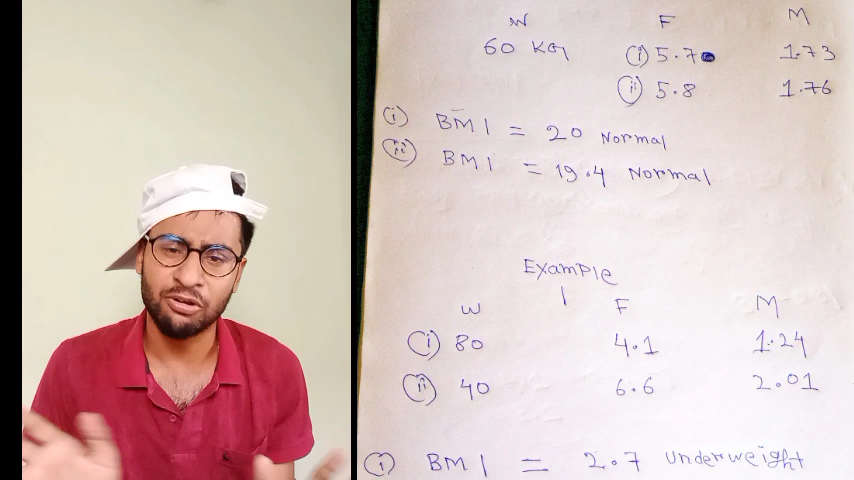 W F M
60 KG (i) 5.7 1.73
(ii) 5.8 1.76
(i) BMI = 20 Normal
(ii) BMI = 19.4 Normal
Example
1
W F M
(i) 80 4.1 1.24
(ii) 40 6.6 2.01
(i) BMI = 2.7 Underweight